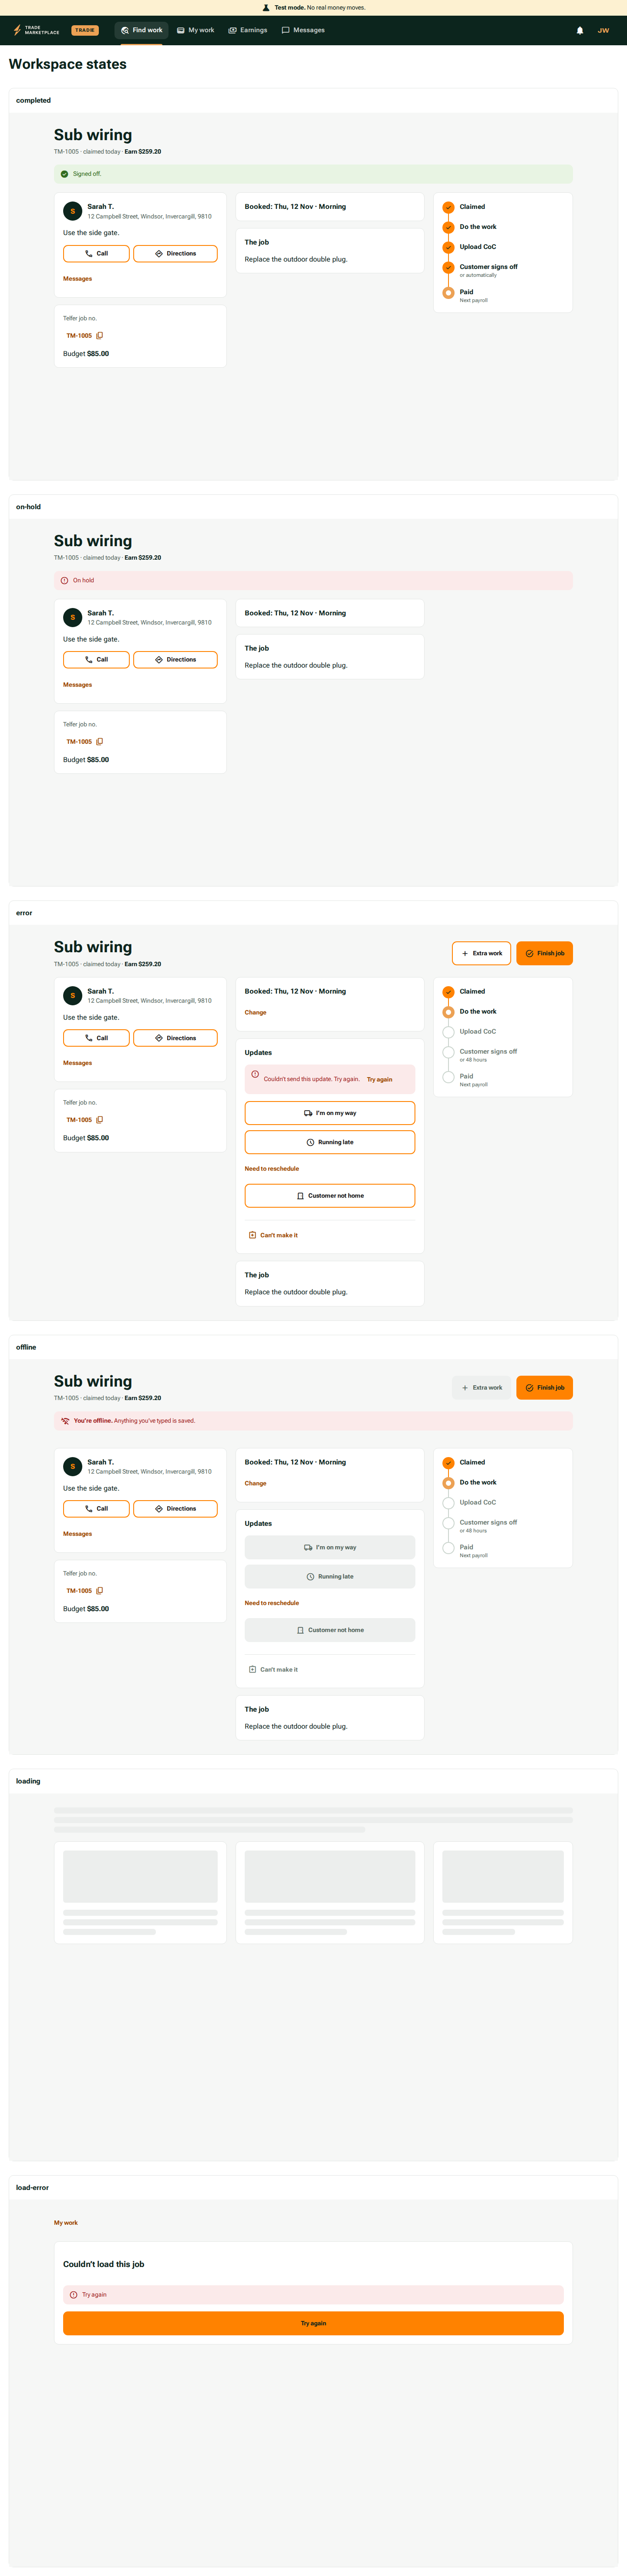 Test mode. No real money moves.
TRADE MARKETPLACE
TRADIE
Find work
My work
Earnings
Messages
JW
Workspace states
completed
Sub wiring
TM-1005 · claimed today · Earn $259.20
Signed off.
S
Sarah T.
12 Campbell Street, Windsor, Invercargill, 9810
Use the side gate.
Call
Directions
Messages
Telfer job no.
TM-1005
Budget $85.00
Booked: Thu, 12 Nov · Morning
The job
Replace the outdoor double plug.
Claimed
Do the work
Upload CoC
Customer signs off
or automatically
Paid
Next payroll
on-hold
Sub wiring
TM-1005 · claimed today · Earn $259.20
On hold
S
Sarah T.
12 Campbell Street, Windsor, Invercargill, 9810
Use the side gate.
Call
Directions
Messages
Telfer job no.
TM-1005
Budget $85.00
Booked: Thu, 12 Nov · Morning
The job
Replace the outdoor double plug.
error
Sub wiring
TM-1005 · claimed today · Earn $259.20
Extra work
Finish job
S
Sarah T.
12 Campbell Street, Windsor, Invercargill, 9810
Use the side gate.
Call
Directions
Messages
Telfer job no.
TM-1005
Budget $85.00
Booked: Thu, 12 Nov · Morning
Change
Updates
Couldn't send this update. Try again.
Try again
I'm on my way
Running late
Need to reschedule
Customer not home
Can't make it
The job
Replace the outdoor double plug.
Claimed
Do the work
Upload CoC
Customer signs off
or 48 hours
Paid
Next payroll
offline
Sub wiring
TM-1005 · claimed today · Earn $259.20
Extra work
Finish job
You're offline. Anything you've typed is saved.
S
Sarah T.
12 Campbell Street, Windsor, Invercargill, 9810
Use the side gate.
Call
Directions
Messages
Telfer job no.
TM-1005
Budget $85.00
Booked: Thu, 12 Nov · Morning
Change
Updates
I'm on my way
Running late
Need to reschedule
Customer not home
Can't make it
The job
Replace the outdoor double plug.
Claimed
Do the work
Upload CoC
Customer signs off
or 48 hours
Paid
Next payroll
loading
load-error
My work
Couldn't load this job
Try again
Try again